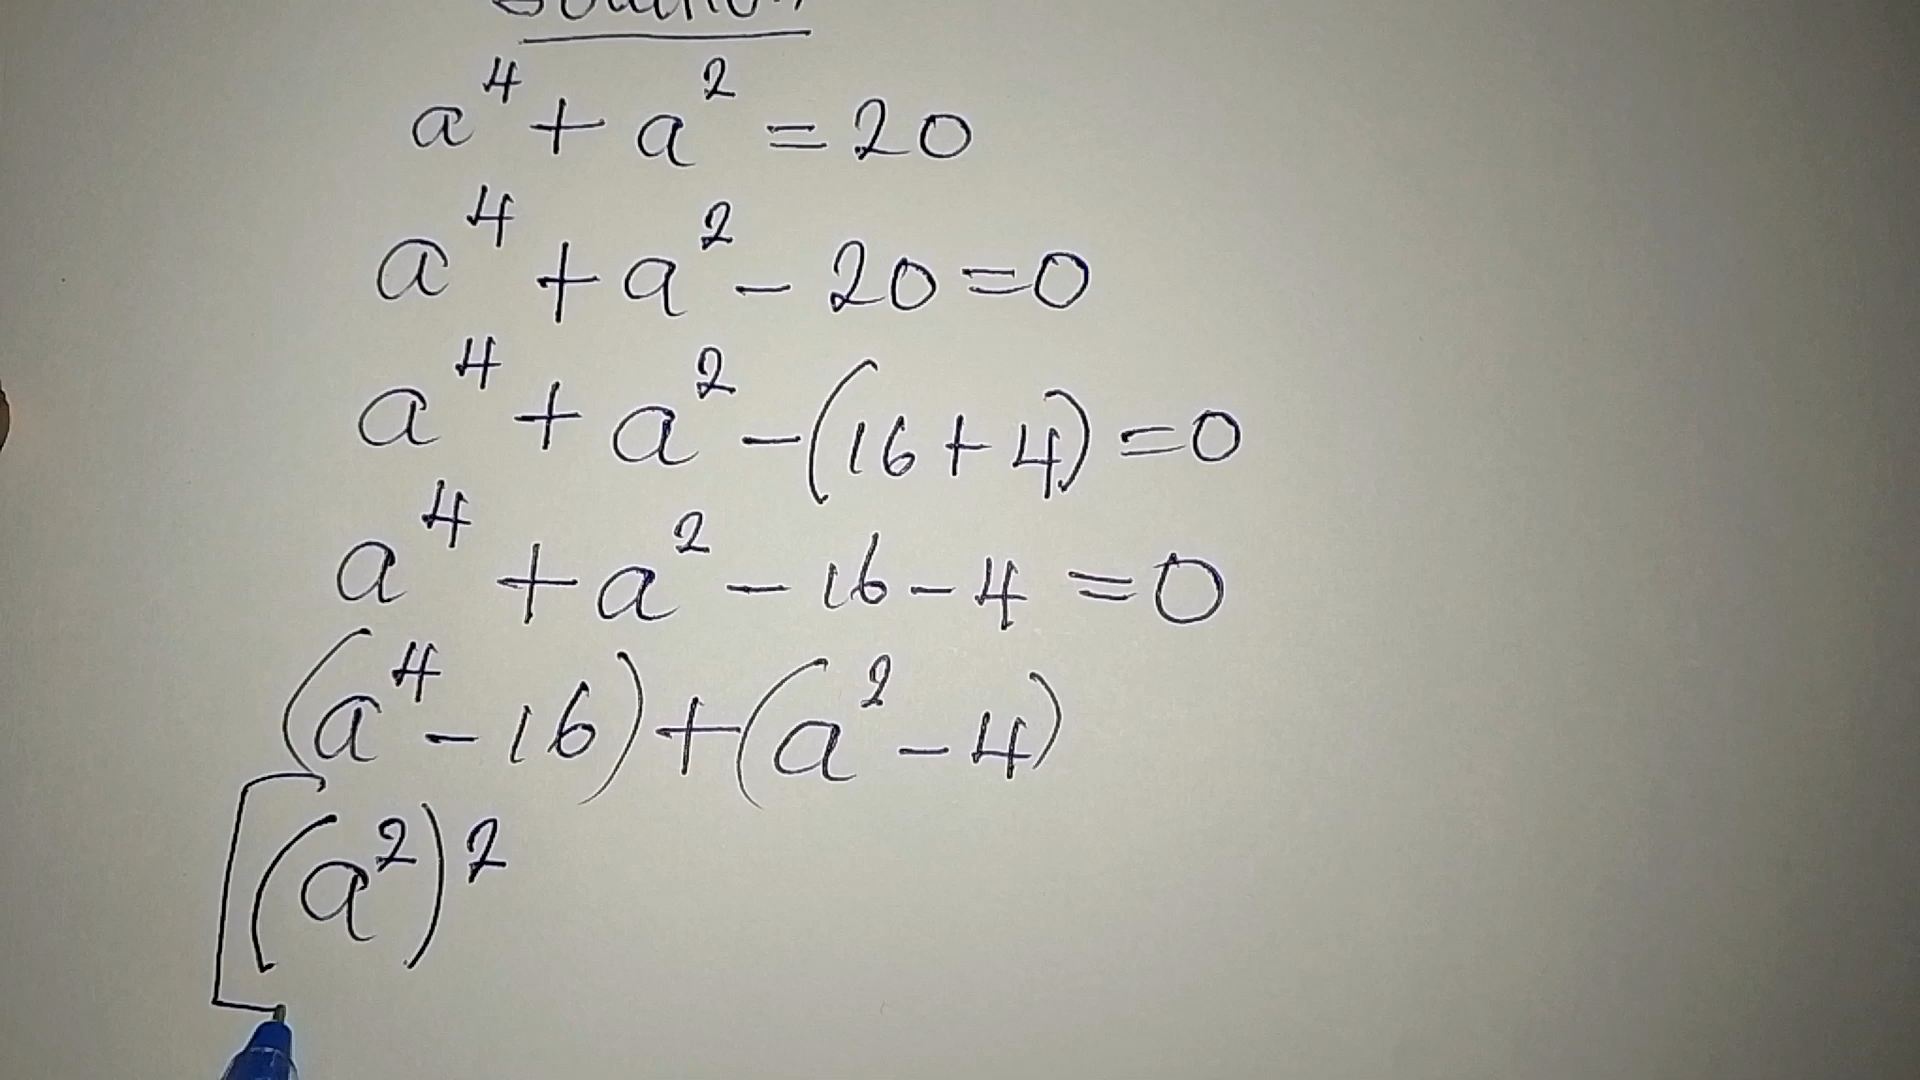 Solution
a⁴ + a² = 20
a⁴ + a² - 20 = 0
a⁴ + a² - (16 + 4) = 0
a⁴ + a² - 16 - 4 = 0
(a⁴ - 16) + (a² - 4)
[(a²)²